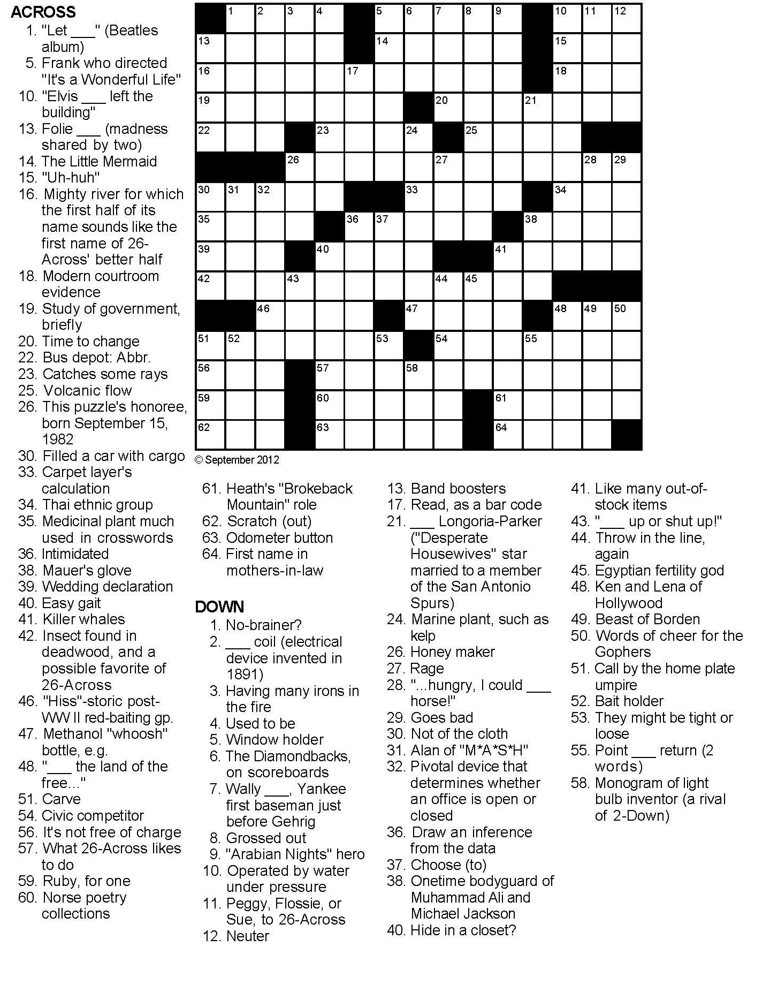 ACROSS
1. "Let ___" (Beatles
album)
5. Frank who directed
"It's a Wonderful Life"
10. "Elvis ___ left the
building"
13. Folie ___ (madness
shared by two)
14. The Little Mermaid
15. "Uh-huh"
16. Mighty river for which
the first half of its
name sounds like the
first name of 26-
Across' better half
18. Modern courtroom
evidence
19. Study of government,
briefly
20. Time to change
22. Bus depot: Abbr.
23. Catches some rays
25. Volcanic flow
26. This puzzle's honoree,
born September 15,
1982
30. Filled a car with cargo
33. Carpet layer's
calculation
34. Thai ethnic group
35. Medicinal plant much
used in crosswords
36. Intimidated
38. Mauer's glove
39. Wedding declaration
40. Easy gait
41. Killer whales
42. Insect found in
deadwood, and a
possible favorite of
26-Across
46. "Hiss"-storic post-
WW II red-baiting gp.
47. Methanol "whoosh"
bottle, e.g.
48. "___ the land of the
free..."
51. Carve
54. Civic competitor
56. It's not free of charge
57. What 26-Across likes
to do
59. Ruby, for one
60. Norse poetry
collections
1 2 3 4 5 6 7 8 9 10 11 12
13 14 15
16 17 18
19 20 21
22 23 24 25
26 27 28 29
30 31 32 33 34
35 36 37 38
39 40 41
42 43 44 45
46 47 48 49 50
51 52 53 54 55
56 57 58
59 60 61
62 63 64
© September 2012
61. Heath's "Brokeback
Mountain" role
62. Scratch (out)
63. Odometer button
64. First name in
mothers-in-law
DOWN
1. No-brainer?
2. ___ coil (electrical
device invented in
1891)
3. Having many irons in
the fire
4. Used to be
5. Window holder
6. The Diamondbacks,
on scoreboards
7. Wally ___, Yankee
first baseman just
before Gehrig
8. Grossed out
9. "Arabian Nights" hero
10. Operated by water
under pressure
11. Peggy, Flossie, or
Sue, to 26-Across
12. Neuter
13. Band boosters
17. Read, as a bar code
21. ___ Longoria-Parker
("Desperate
Housewives" star
married to a member
of the San Antonio
Spurs)
24. Marine plant, such as
kelp
26. Honey maker
27. Rage
28. "...hungry, I could ___
horse!"
29. Goes bad
30. Not of the cloth
31. Alan of "M*A*S*H"
32. Pivotal device that
determines whether
an office is open or
closed
36. Draw an inference
from the data
37. Choose (to)
38. Onetime bodyguard of
Muhammad Ali and
Michael Jackson
40. Hide in a closet?
41. Like many out-of-
stock items
43. "___ up or shut up!"
44. Throw in the line,
again
45. Egyptian fertility god
48. Ken and Lena of
Hollywood
49. Beast of Borden
50. Words of cheer for the
Gophers
51. Call by the home plate
umpire
52. Bait holder
53. They might be tight or
loose
55. Point ___ return (2
words)
58. Monogram of light
bulb inventor (a rival
of 2-Down)